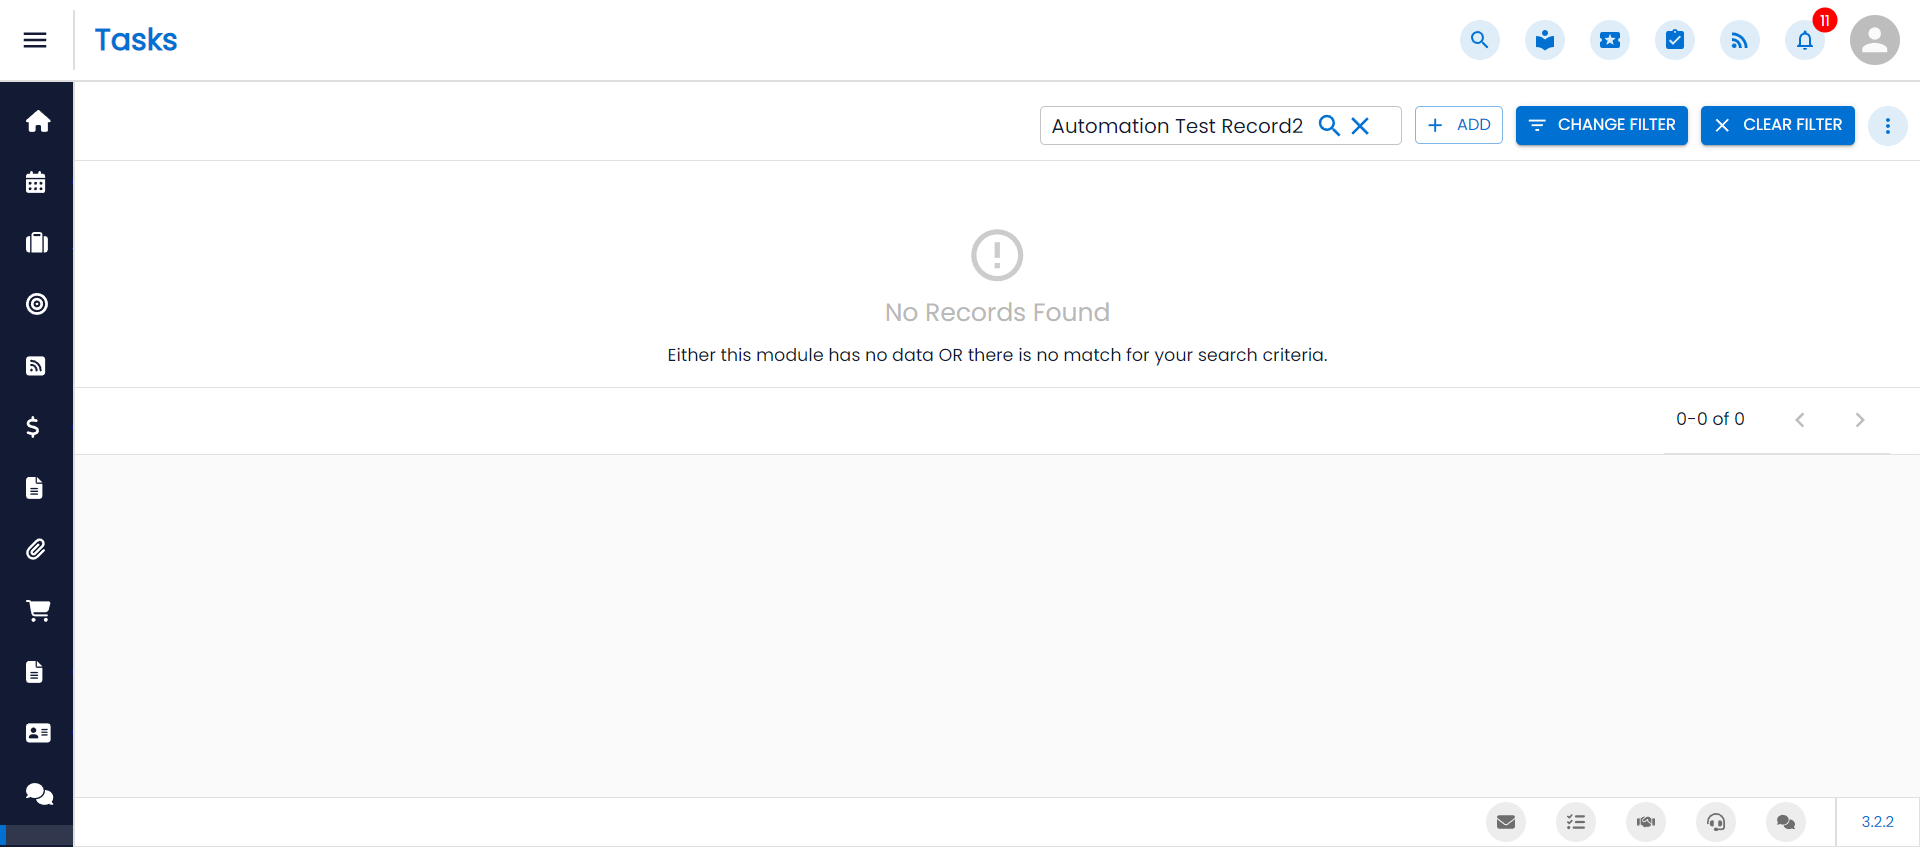 Tasks
11
Automation Test Record2
ADD
CHANGE FILTER
CLEAR FILTER
No Records Found
Either this module has no data OR there is no match for your search criteria.
0-0 of 0
3.2.2